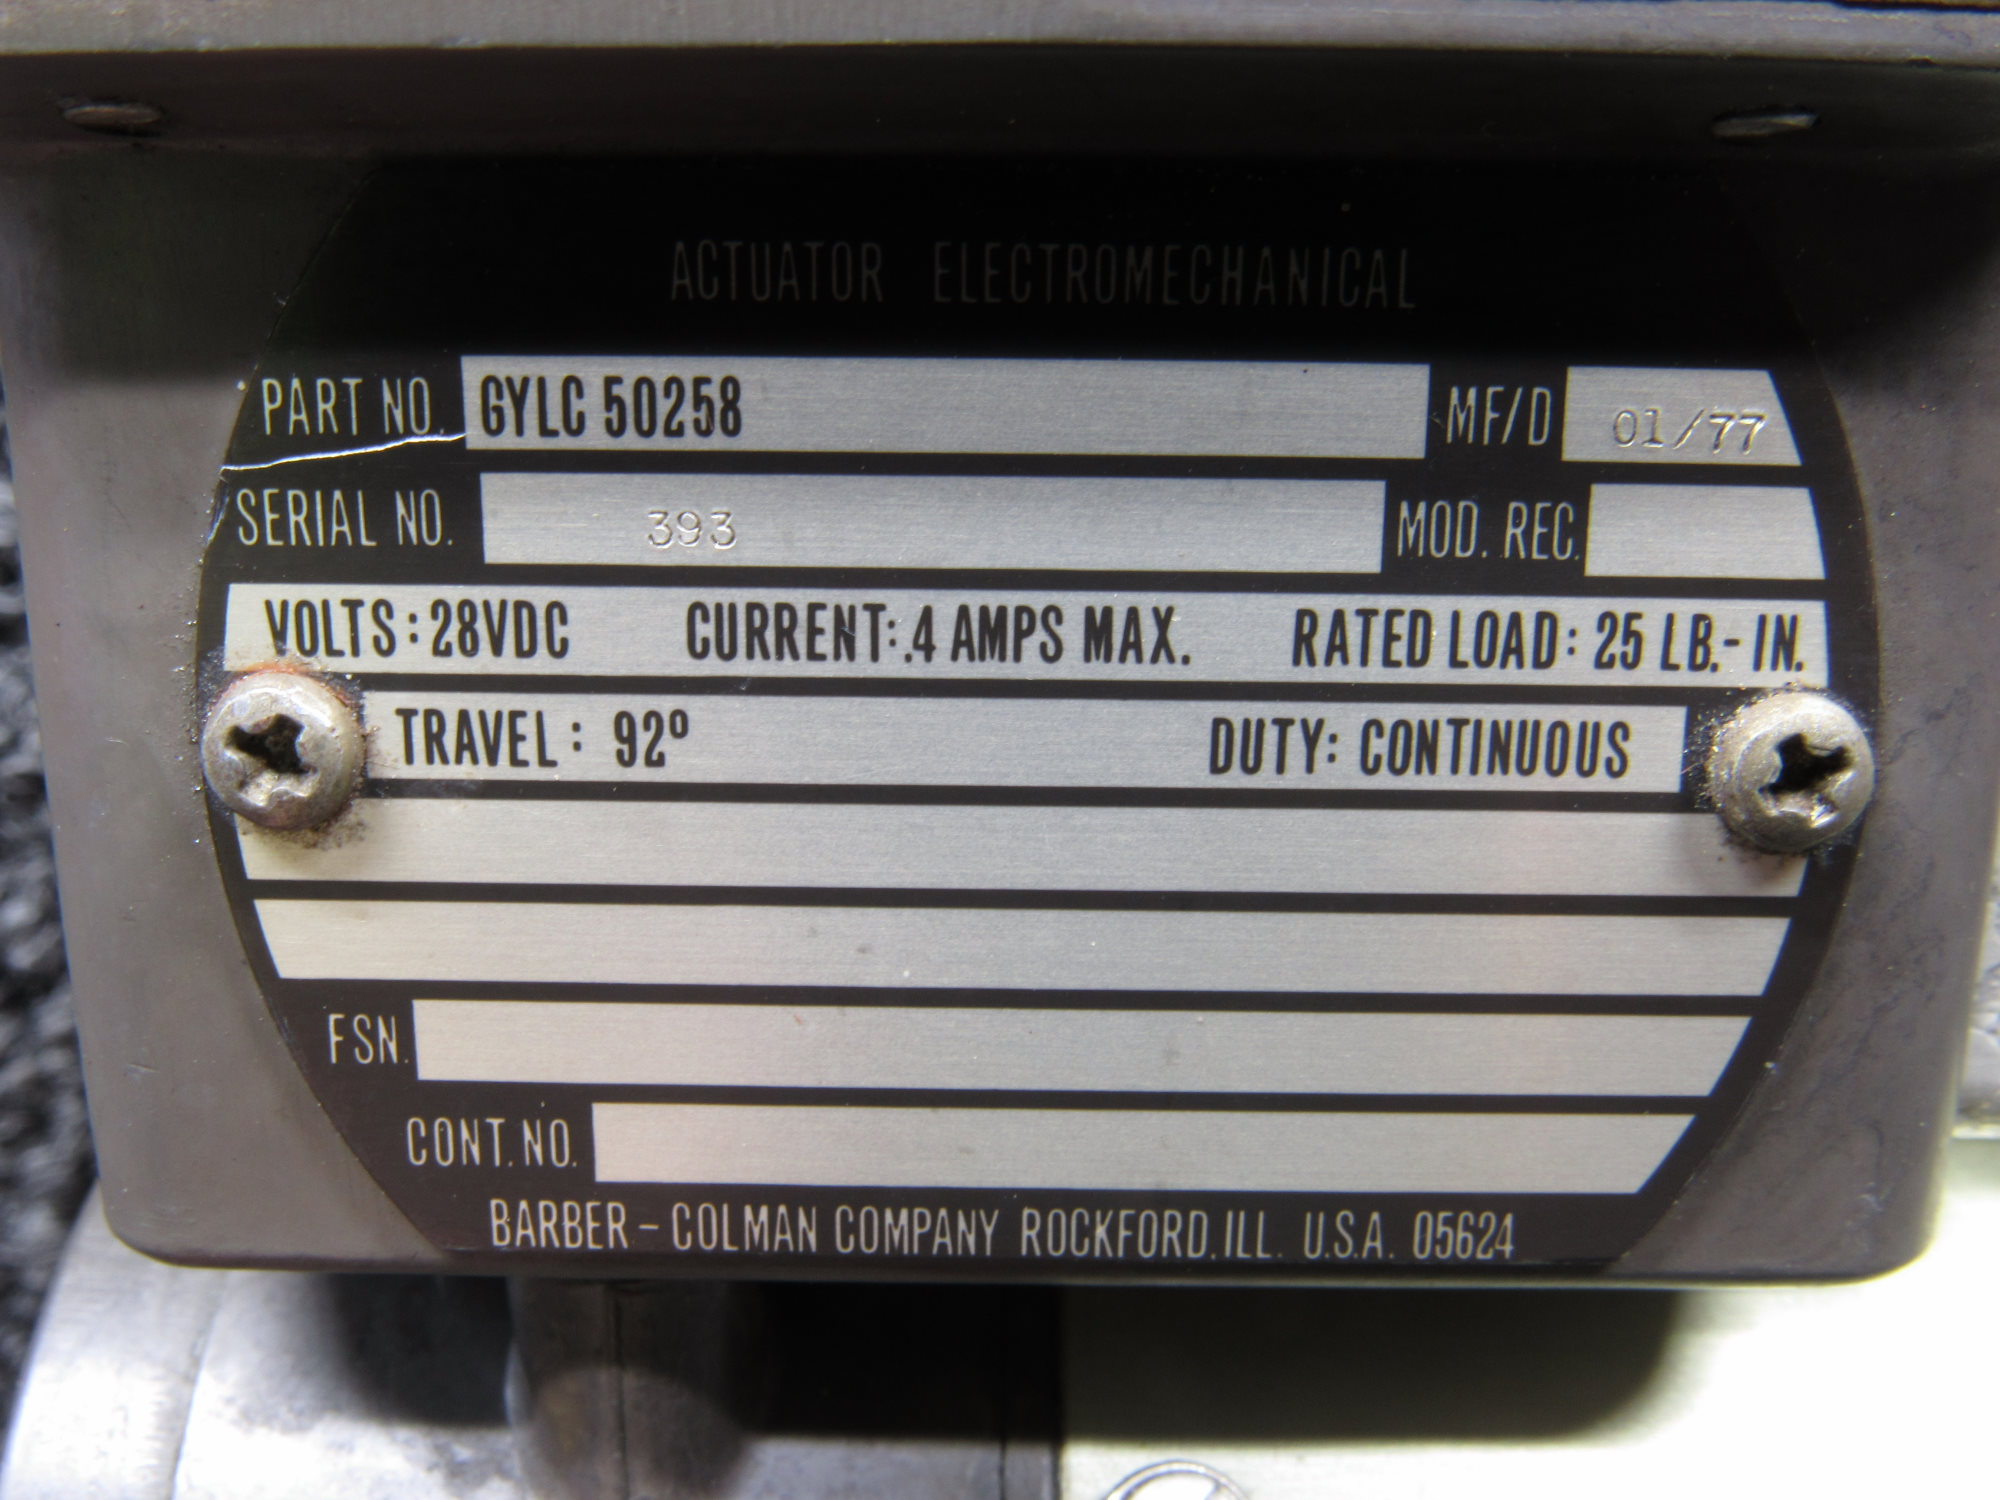 ACTUATOR ELECTROMECHANICAL
PART NO. GYLC 50258 MF/D 01/77
SERIAL NO. 393 MOD. REC.
VOLTS: 28VDC CURRENT: .4 AMPS MAX. RATED LOAD: 25 LB.-IN.
TRAVEL: 92º DUTY: CONTINUOUS
FSN.
CONT. NO.
BARBER-COLMAN COMPANY ROCKFORD, ILL. U.S.A. 05624